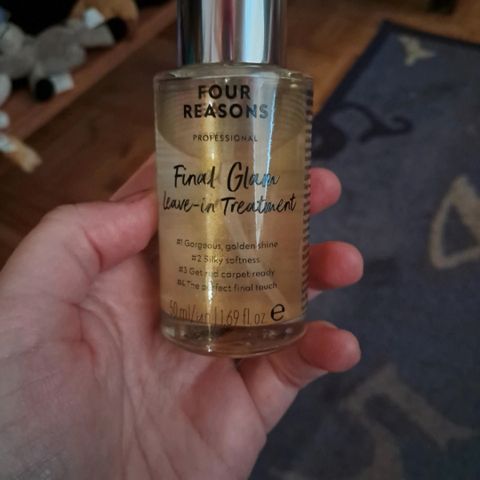 FOUR
REASONS
PROFESSIONAL
Final Glam
Leave-in Treatment
#1 Gorgeous, golden shine
#2 Silky softness
#3 Get red carpet ready
#4 The perfect final touch
50 ml/мл | 1.69 fl. oz e